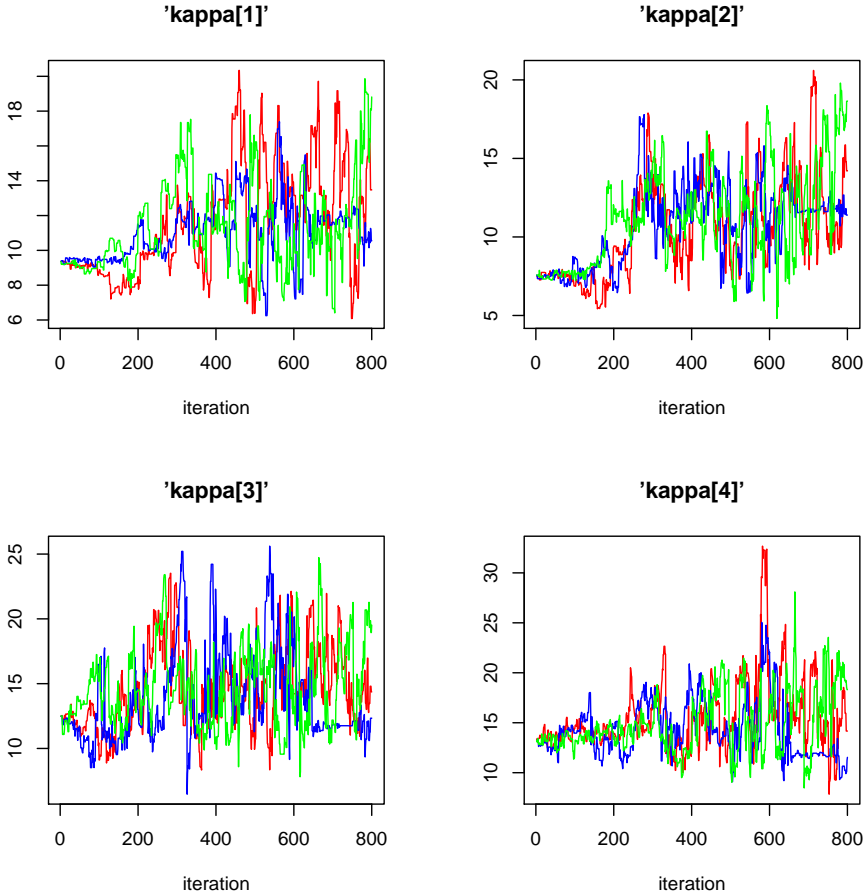 'kappa[1]'
6 8 10 14 18
0 200 400 600 800
iteration
'kappa[2]'
5 10 15 20
0 200 400 600 800
iteration
'kappa[3]'
10 15 20 25
0 200 400 600 800
iteration
'kappa[4]'
10 15 20 25 30
0 200 400 600 800
iteration